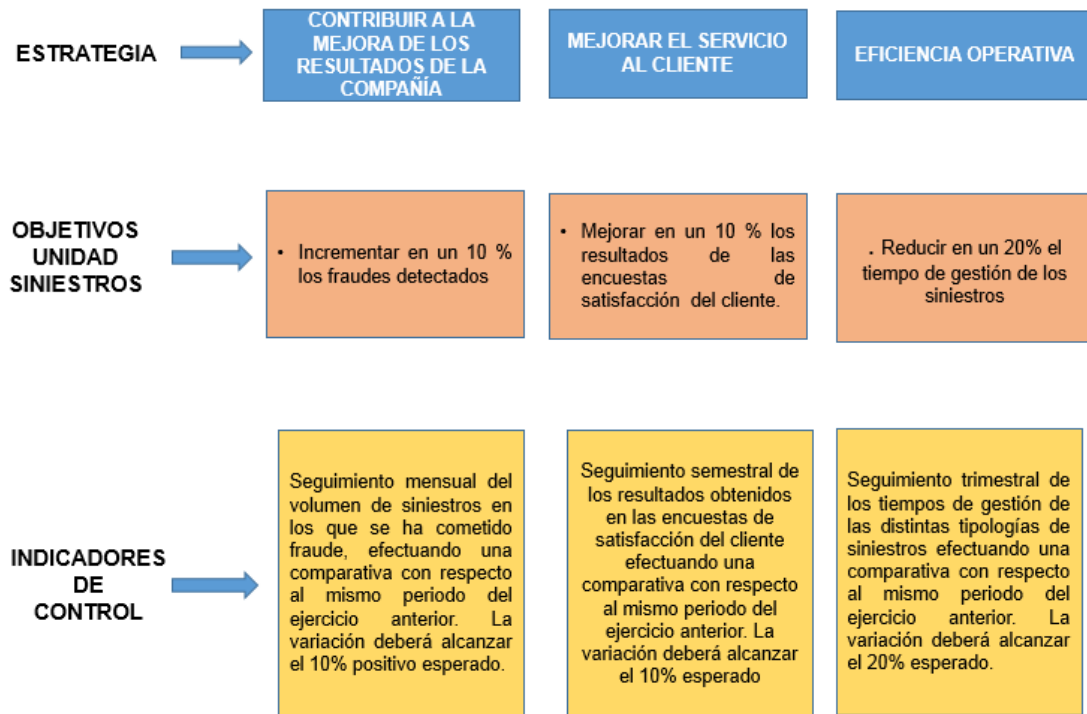 ESTRATEGIA
CONTRIBUIR A LA
MEJORA DE LOS
RESULTADOS DE LA
COMPAÑÍA
MEJORAR EL SERVICIO
AL CLIENTE
EFICIENCIA OPERATIVA
OBJETIVOS
UNIDAD
SINIESTROS
• Incrementar en un 10 %
los fraudes detectados
• Mejorar en un 10 % los
resultados de las
encuestas de
satisfacción del cliente.
. Reducir en un 20% el
tiempo de gestión de los
siniestros
INDICADORES
DE
CONTROL
Seguimiento mensual del
volumen de siniestros en
los que se ha cometido
fraude, efectuando una
comparativa con respecto
al mismo periodo del
ejercicio anterior. La
variación deberá alcanzar
el 10% positivo esperado.
Seguimiento semestral de
los resultados obtenidos
en las encuestas de
satisfacción del cliente
efectuando una
comparativa con respecto
al mismo periodo del
ejercicio anterior. La
variación deberá alcanzar
el 10% esperado
Seguimiento trimestral de
los tiempos de gestión de
las distintas tipologías de
siniestros efectuando una
comparativa con respecto
al mismo periodo del
ejercicio anterior. La
variación deberá alcanzar
el 20% esperado.